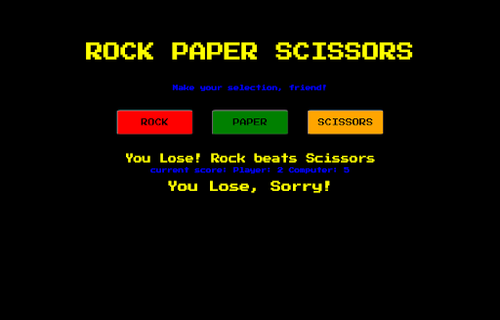 ROCK PAPER SCISSORS
Make your selection, friend!
ROCK PAPER SCISSORS
You Lose! Rock beats Scissors
current score: Player: 2 Computer: 5
You Lose, Sorry!